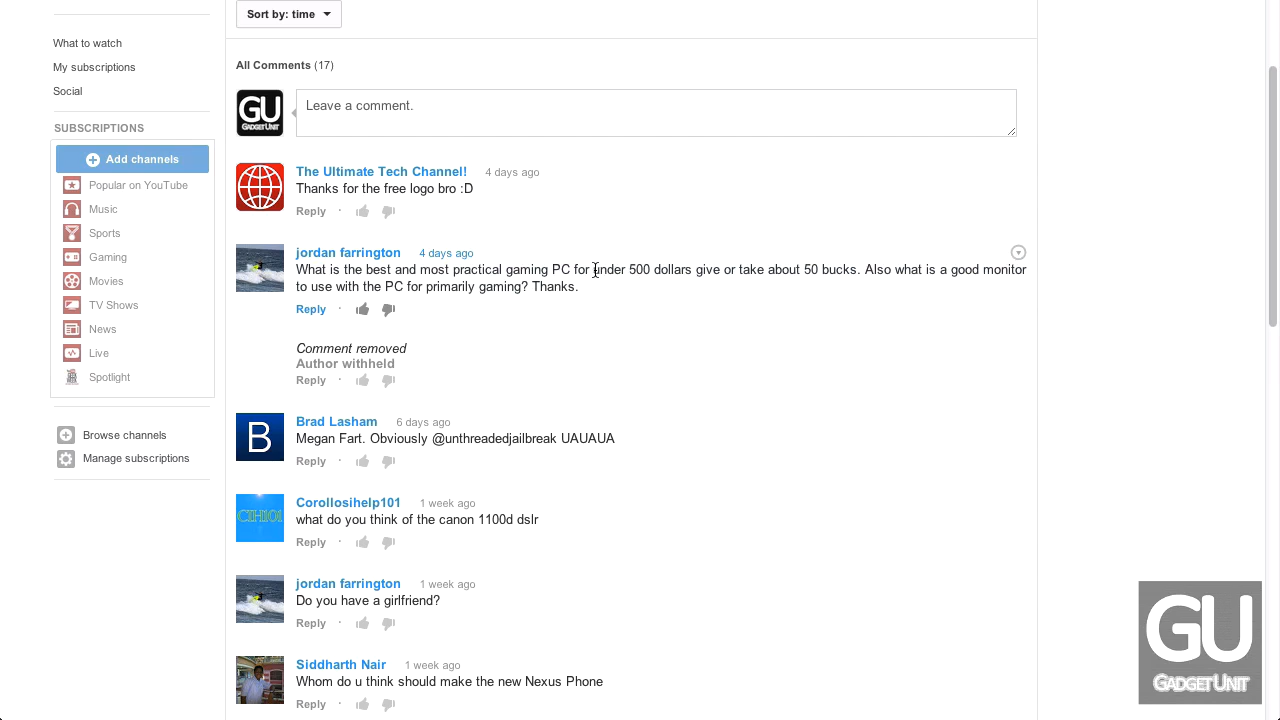 Sort by: time
What to watch
My subscriptions
Social
SUBSCRIPTIONS
Add channels
Popular on YouTube
Music
Sports
Gaming
Movies
TV Shows
News
Live
Spotlight
Browse channels
Manage subscriptions
All Comments (17)
GU
GADGETUNIT
Leave a comment.
The Ultimate Tech Channel! 4 days ago
Thanks for the free logo bro :D
Reply ·
jordan farrington 4 days ago
What is the best and most practical gaming PC for under 500 dollars give or take about 50 bucks. Also what is a good monitor
to use with the PC for primarily gaming? Thanks.
Reply ·
Comment removed
Author withheld
Reply ·
B
Brad Lasham 6 days ago
Megan Fart. Obviously @unthreadedjailbreak UAUAUA
Reply ·
CIH101
Corollosihelp101 1 week ago
what do you think of the canon 1100d dslr
Reply ·
jordan farrington 1 week ago
Do you have a girlfriend?
Reply ·
Siddharth Nair 1 week ago
Whom do u think should make the new Nexus Phone
Reply ·
GU
GADGETUNIT